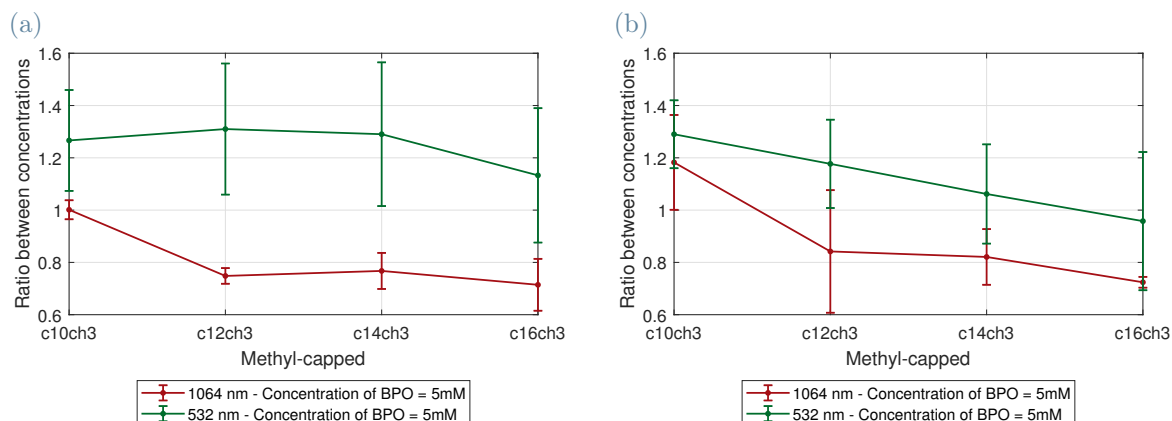 (a)
Ratio between concentrations
1.6
1.4
1.2
1
0.8
0.6
c10ch3 c12ch3 c14ch3 c16ch3
Methyl-capped
1064 nm - Concentration of BPO = 5mM
532 nm - Concentration of BPO = 5mM
(b)
Ratio between concentrations
1.6
1.4
1.2
1
0.8
0.6
c10ch3 c12ch3 c14ch3 c16ch3
Methyl-capped
1064 nm - Concentration of BPO = 5mM
532 nm - Concentration of BPO = 5mM